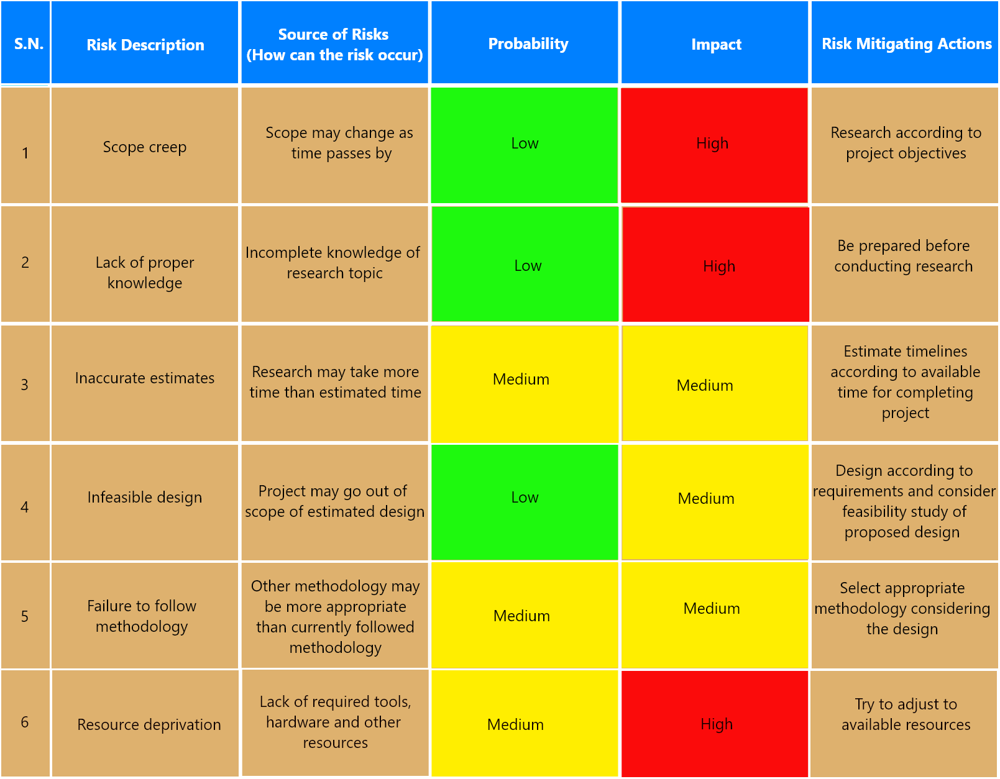 S.N.
Risk Description
Source of Risks
(How can the risk occur)
Probability
Impact
Risk Mitigating Actions
1
Scope creep
Scope may change as
time passes by
Low
High
Research according to
project objectives
2
Lack of proper
knowledge
Incomplete knowledge of
research topic
Low
High
Be prepared before
conducting research
3
Inaccurate estimates
Research may take more
time than estimated time
Medium
Medium
Estimate timelines
according to available
time for completing
project
4
Infeasible design
Project may go out of
scope of estimated design
Low
Medium
Design according to
requirements and consider
feasibility study of
proposed design
5
Failure to follow
methodology
Other methodology may
be more appropriate
than currently followed
methodology
Medium
Medium
Select appropriate
methodology considering
the design
6
Resource deprivation
Lack of required tools,
hardware and other
resources
Medium
High
Try to adjust to
available resources